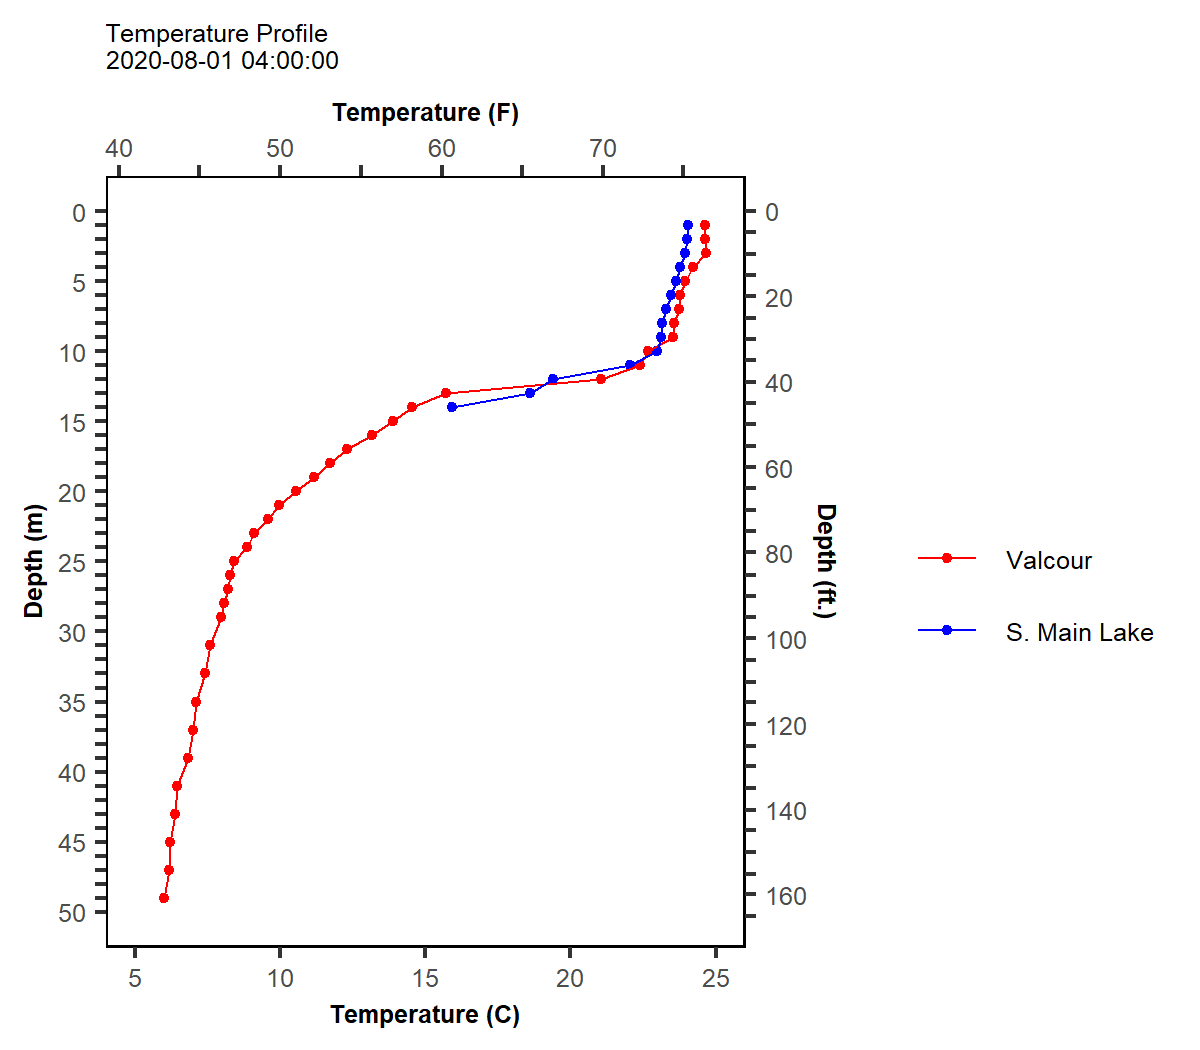 Temperature Profile
2020-08-01 04:00:00
Temperature (F)
40 50 60 70
0
5
10
15
20
25
30
35
40
45
50
Depth (m)
0
20
40
60
80
100
120
140
160
Depth (ft.)
Valcour
S. Main Lake
5 10 15 20 25
Temperature (C)